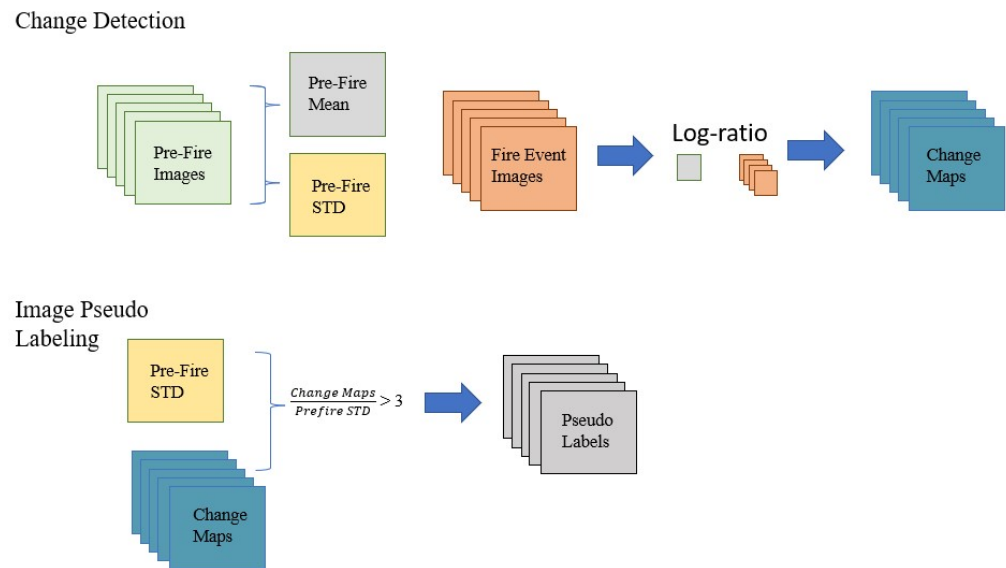 Change Detection
Pre-Fire
Images
Pre-Fire
Mean
Pre-Fire
STD
Fire Event
Images
Log-ratio
Change
Maps
Image Pseudo
Labeling
Pre-Fire
STD
Change
Maps
Change Maps
Prefire STD
> 3
Pseudo
Labels